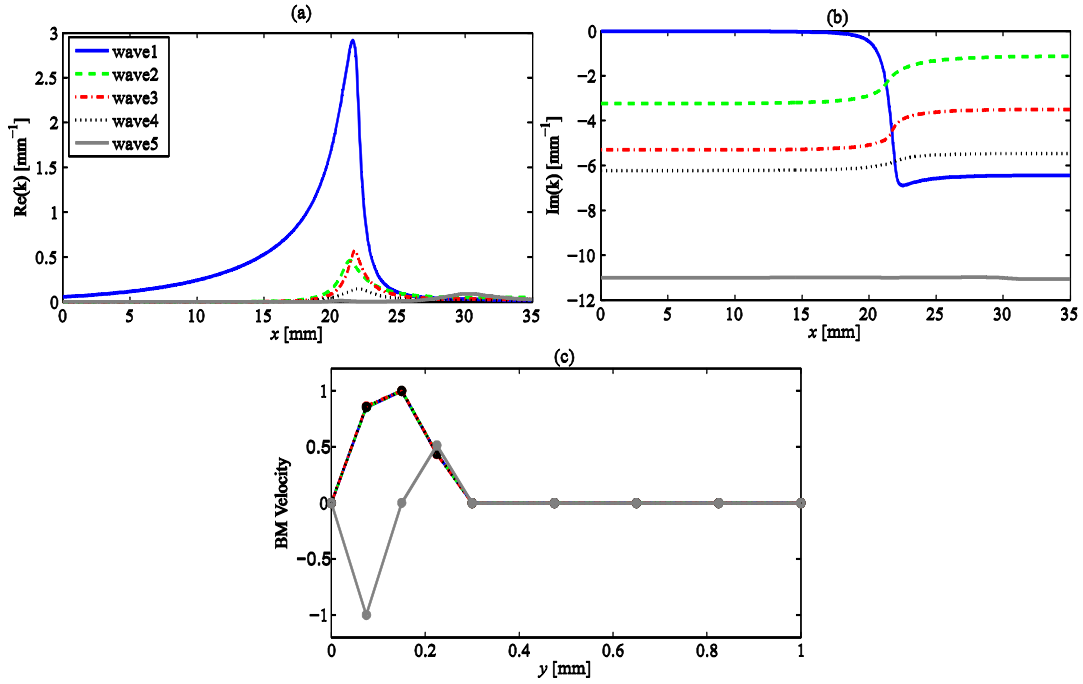 (a)
3
2.5
2
1.5
1
0.5
0
Re(k) [mm⁻¹]
wave1
wave2
wave3
wave4
wave5
0 5 10 15 20 25 30 35
x [mm]
(b)
0
−2
−4
−6
−8
−10
−12
Im(k) [mm⁻¹]
0 5 10 15 20 25 30 35
x [mm]
(c)
1
0.5
0
−0.5
−1
BM Velocity
0 0.2 0.4 0.6 0.8 1
y [mm]